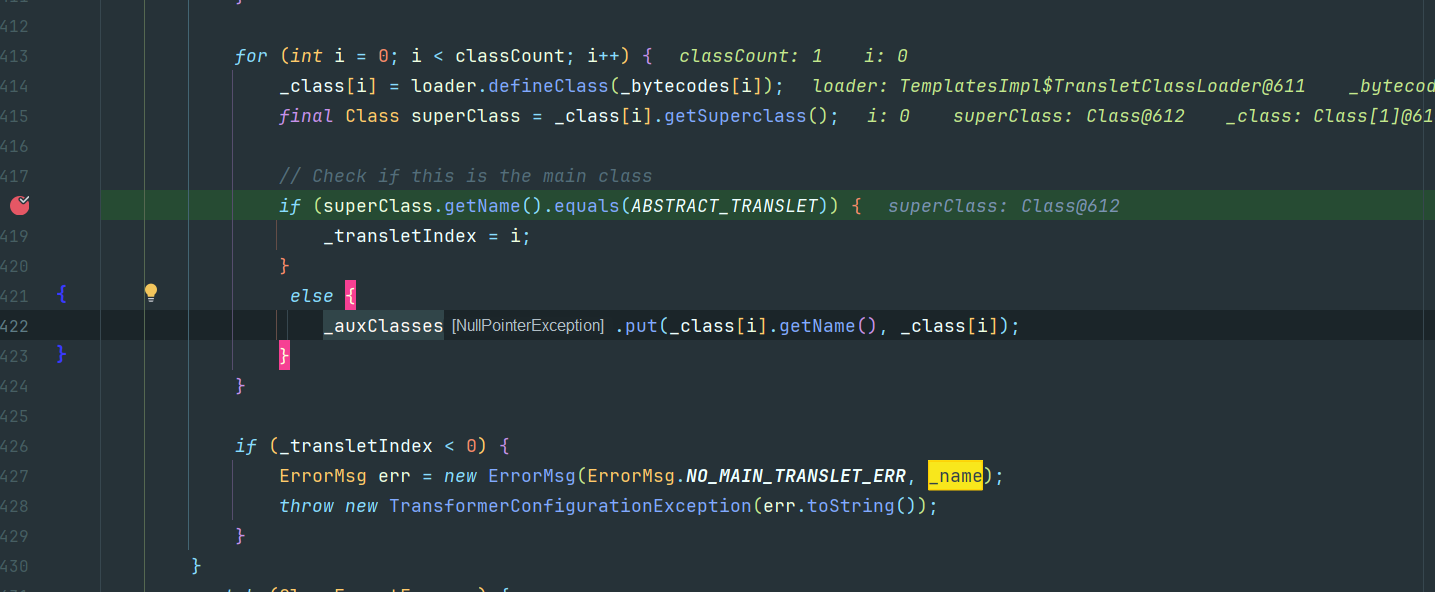 412
413 for (int i = 0; i < classCount; i++) { classCount: 1 i: 0
414 _class[i] = loader.defineClass(_bytecodes[i]); loader: TemplatesImpl$TransletClassLoader@611 _bytecod
415 final Class superClass = _class[i].getSuperclass(); i: 0 superClass: Class@612 _class: Class[1]@61
416
417 // Check if this is the main class
if (superClass.getName().equals(ABSTRACT_TRANSLET)) { superClass: Class@612
419 _transletIndex = i;
420 }
421 { else {
422 _auxClasses [NullPointerException] .put(_class[i].getName(), _class[i]);
423 } }
424 }
425
426 if (_transletIndex < 0) {
427 ErrorMsg err = new ErrorMsg(ErrorMsg.NO_MAIN_TRANSLET_ERR, _name);
428 throw new TransformerConfigurationException(err.toString());
429 }
430 }